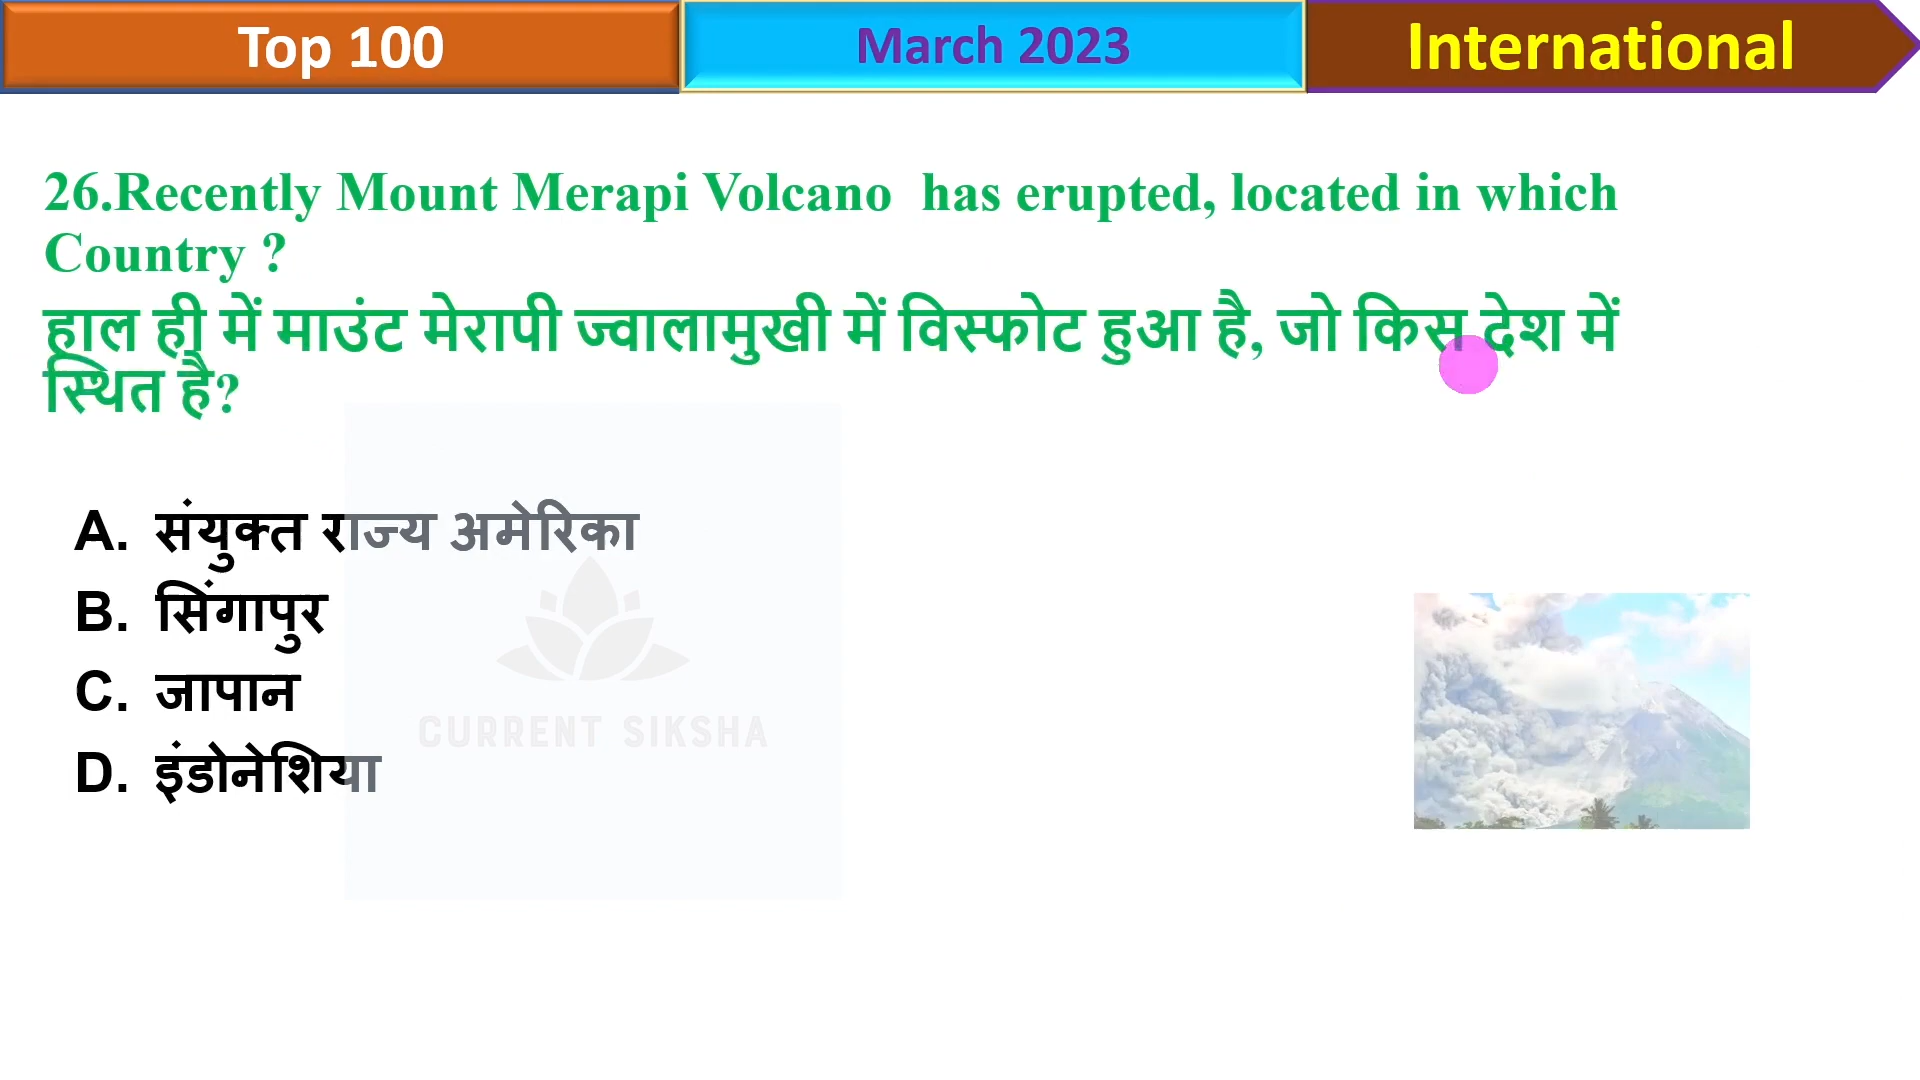 Top 100
March 2023
International
26.Recently Mount Merapi Volcano  has erupted, located in which
Country ?
हाल ही में माउंट मेरापी ज्वालामुखी में विस्फोट हुआ है, जो किस देश में
स्थित है?
A. संयुक्त राज्य अमेरिका
B. सिंगापुर
C. जापान
D. इंडोनेशिया
CURRENT SIKSHA